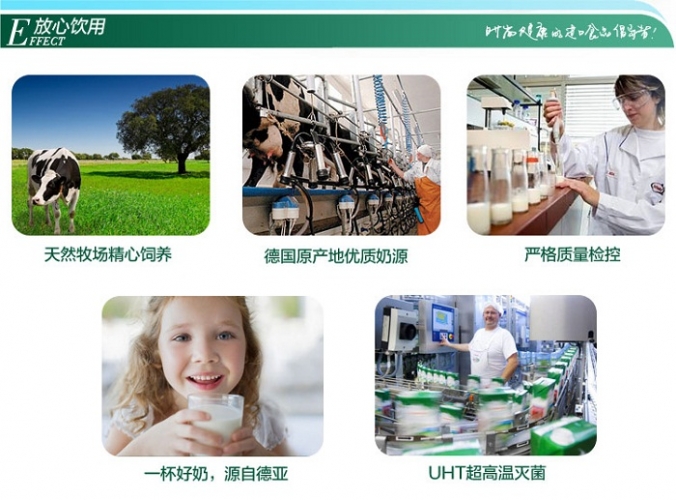 放心饮用
EFFECT
时尚健康的进口食品倡导者!
天然牧场精心饲养
德国原产地优质奶源
严格质量检控
一杯好奶，源自德亚
UHT超高温灭菌